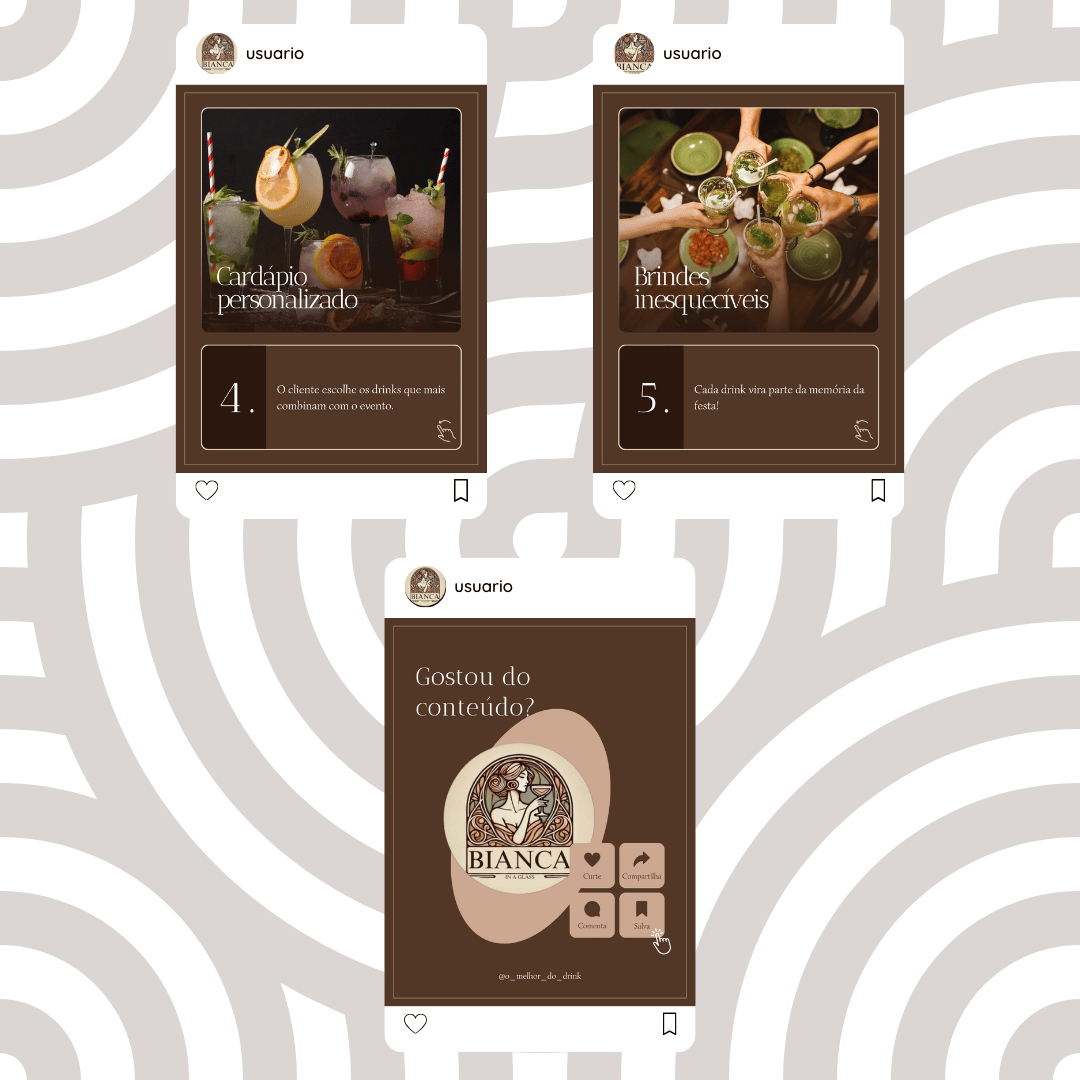 BIANCA
usuario
Cardápio
personalizado
4.
O cliente escolhe os drinks que mais
combinam com o evento.
BIANCA
usuario
Brindes
inesquecíveis
5.
Cada drink vira parte da memória da
festa!
BIANCA
usuario
Gostou do
conteúdo?
BIANCA
IN A GLASS
Curte
Compartilha
Comenta
Salva
@o_melhor_do_drink